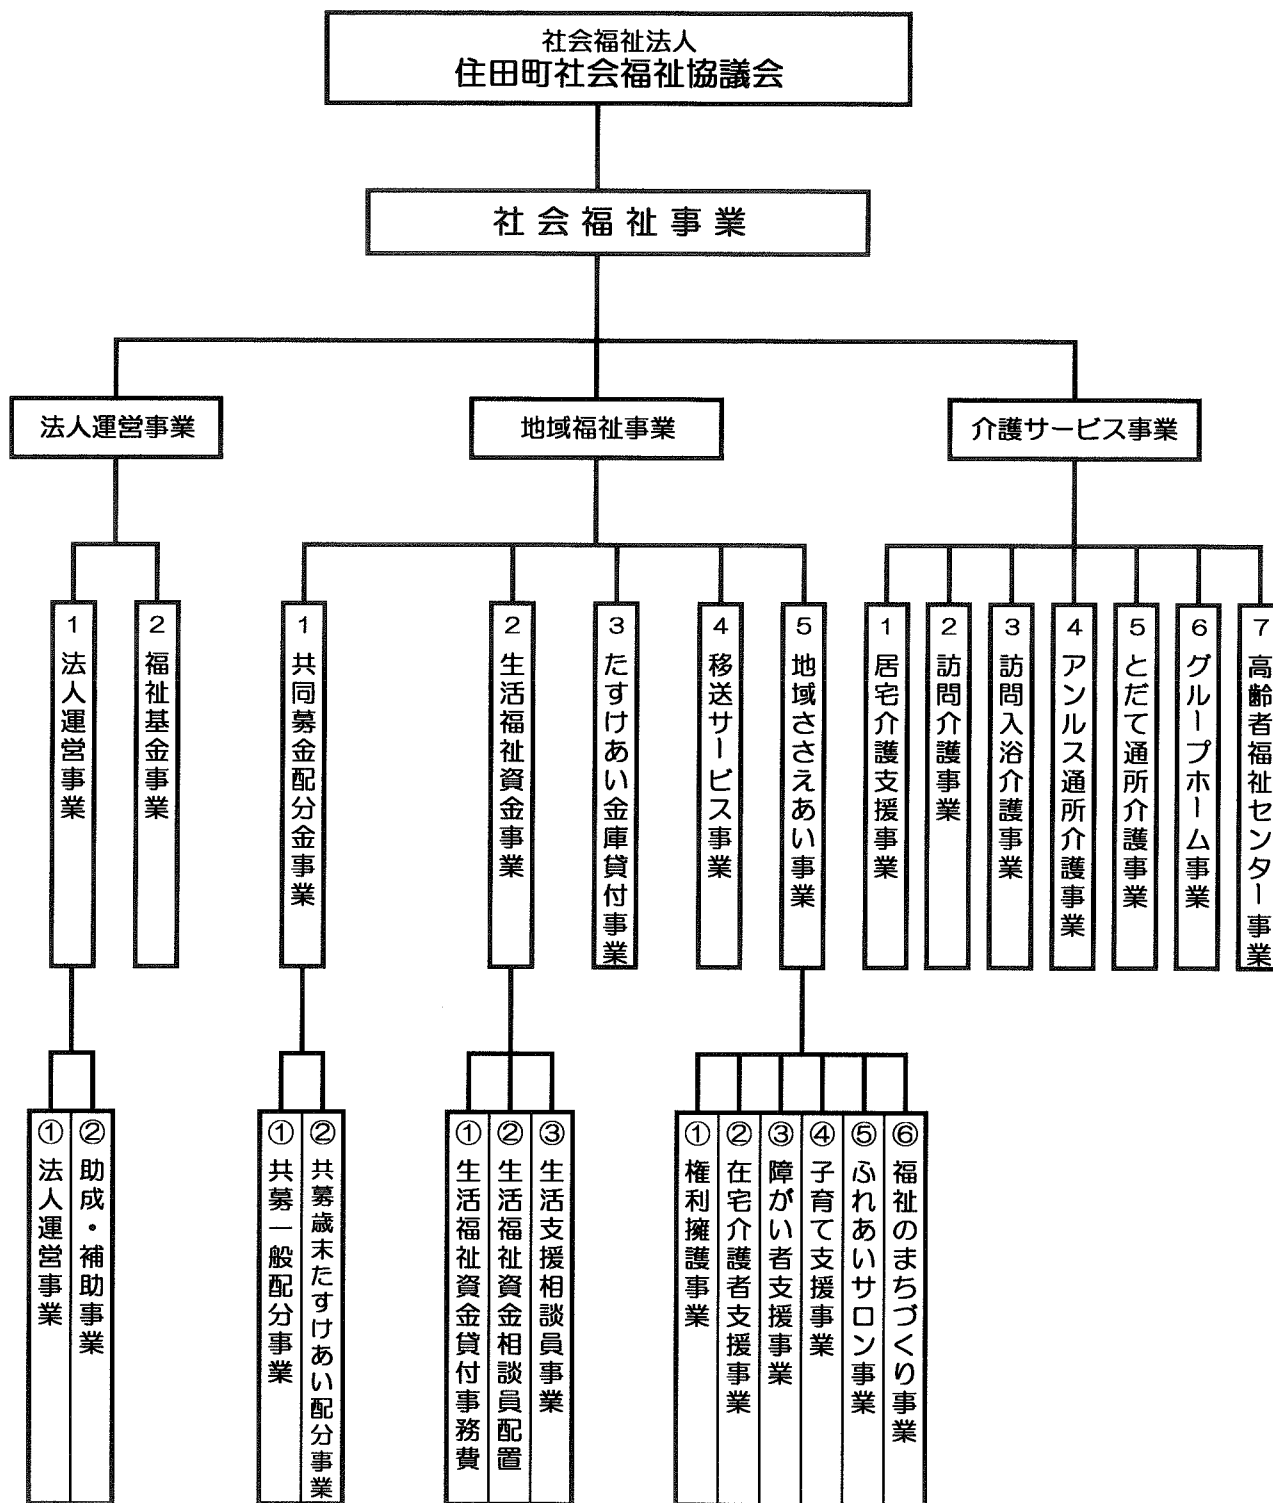 社会福祉法人
住田町社会福祉協議会
社会福祉事業
法人運営事業
地域福祉事業
介護サービス事業
1 法人運営事業
2 福祉基金事業
1 共同募金配分金事業
2 生活福祉資金事業
3 たすけあい金庫貸付事業
4 移送サービス事業
5 地域ささえあい事業
1 居宅介護支援事業
2 訪問介護事業
3 訪問入浴介護事業
4 アンルス通所介護事業
5 とだて通所介護事業
6 グループホーム事業
7 高齢者福祉センター事業
① 法人運営事業
② 助成・補助事業
① 共募一般配分事業
② 共募歳末たすけあい配分事業
① 生活福祉資金貸付事務費
② 生活福祉資金相談員配置
③ 生活支援相談員事業
① 権利擁護事業
② 在宅介護者支援事業
③ 障がい者支援事業
④ 子育て支援事業
⑤ ふれあいサロン事業
⑥ 福祉のまちづくり事業